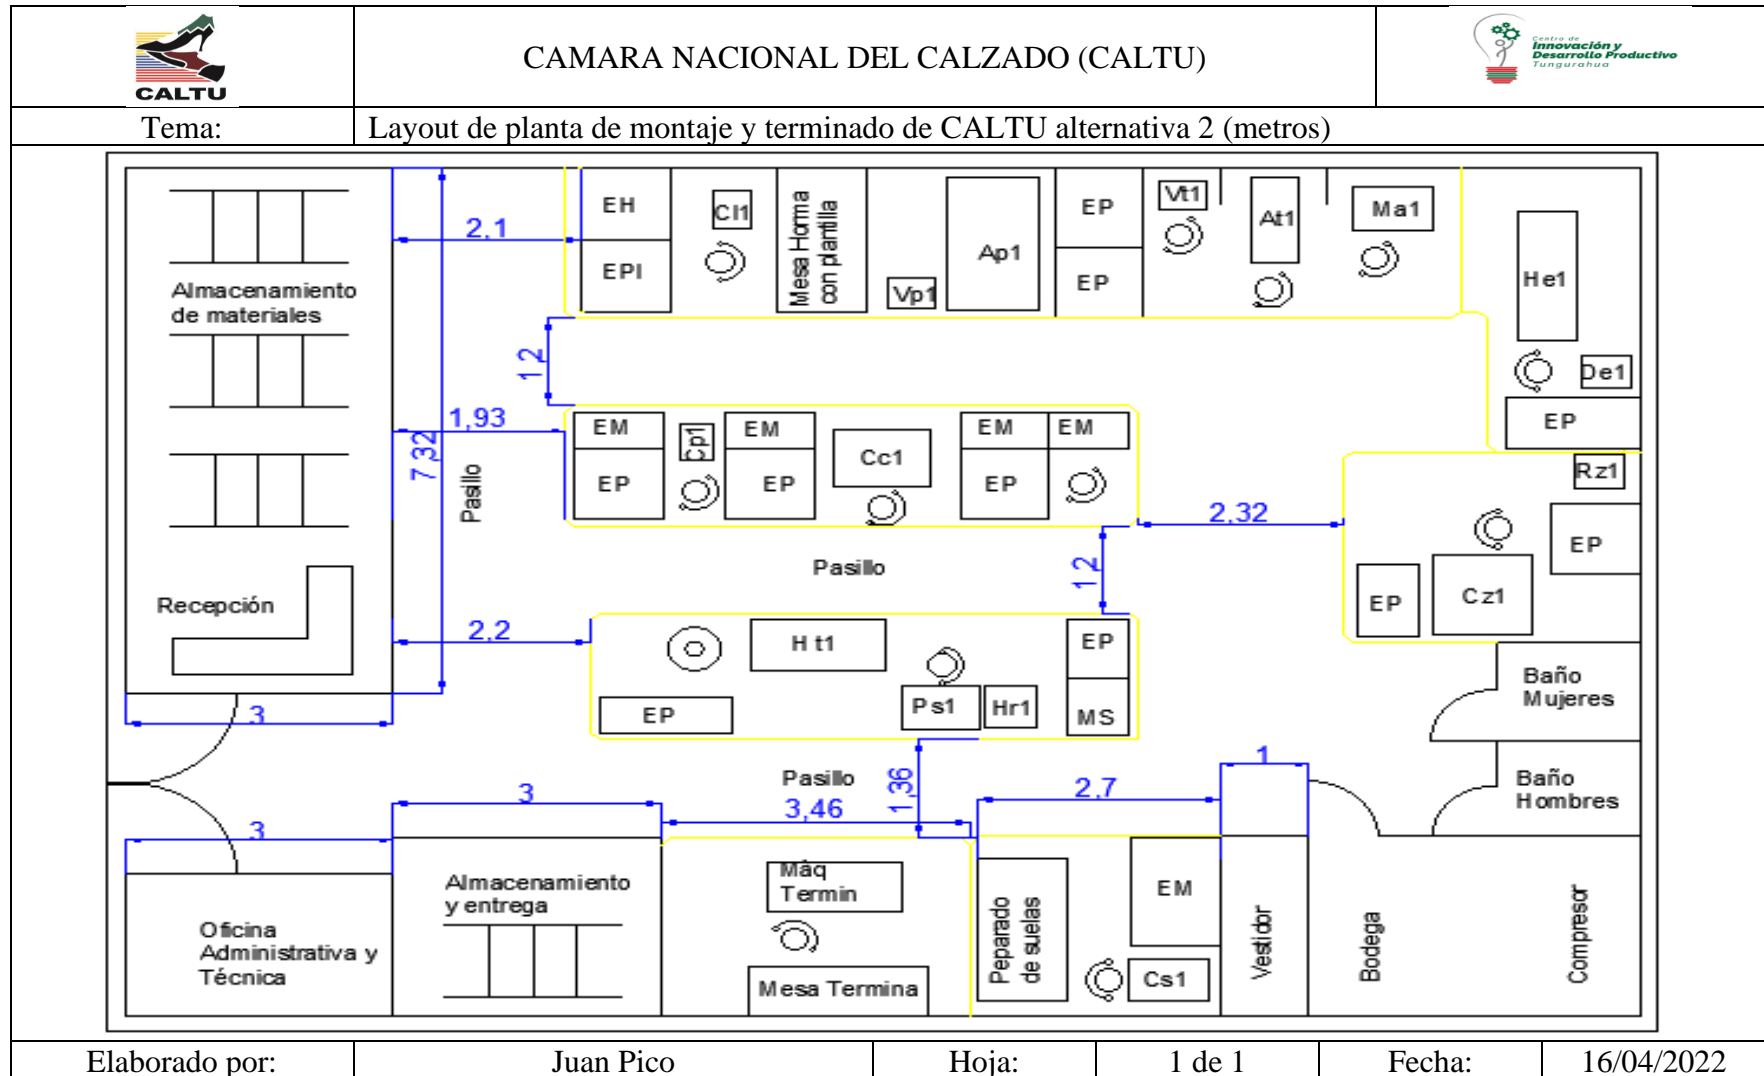 CALTU
CAMARA NACIONAL DEL CALZADO (CALTU)
Centro de
Innovación y
Desarrollo Productivo
Tungurahua
Tema:
Layout de planta de montaje y terminado de CALTU alternativa 2 (metros)
Almacenamiento
de materiales
Recepción
3
2,1
7,32
1,93
Pasillo
1,2
2,2
EH
EPI
Cl1
Mesa Horma
con plantilla
Vp1
Ap1
EP
EP
Vt1
At1
Ma1
He1
De1
EP
EM
EP
Cp1
EM
EP
Cc1
EM
EM
EP
2,32
Rz1
EP
EP
Cz1
Pasillo
1,2
Ht1
EP
EP
Ps1
Hr1
MS
Baño
Mujeres
Baño
Hombres
Pasillo
1,36
3
3
3,46
2,7
1
Oficina
Administrativa y
Técnica
Almacenamiento
y entrega
Máq
Termin
Mesa Termina
Peparado
de suelas
EM
Cs1
Vestidor
Bodega
Compresor
Elaborado por:
Juan Pico
Hoja:
1 de 1
Fecha:
16/04/2022